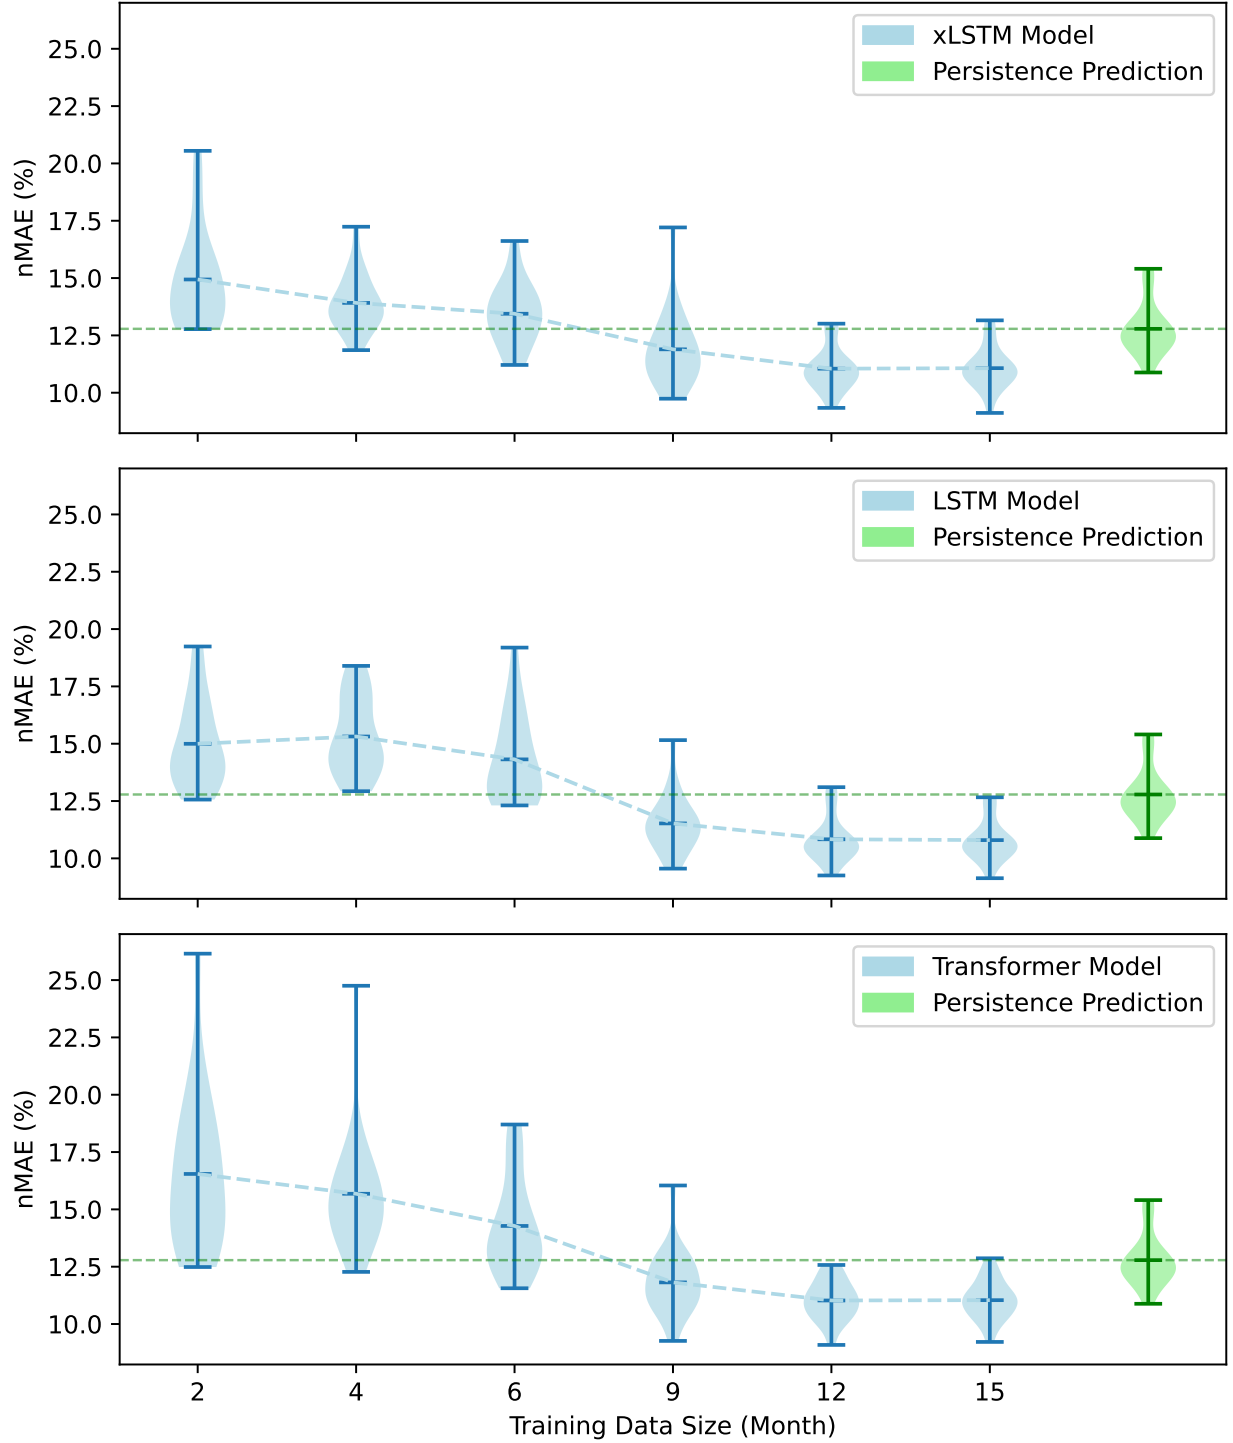 xLSTM Model
Persistence Prediction
nMAE (%)
25.0
22.5
20.0
17.5
15.0
12.5
10.0
LSTM Model
Persistence Prediction
nMAE (%)
25.0
22.5
20.0
17.5
15.0
12.5
10.0
Transformer Model
Persistence Prediction
nMAE (%)
25.0
22.5
20.0
17.5
15.0
12.5
10.0
2 4 6 9 12 15
Training Data Size (Month)